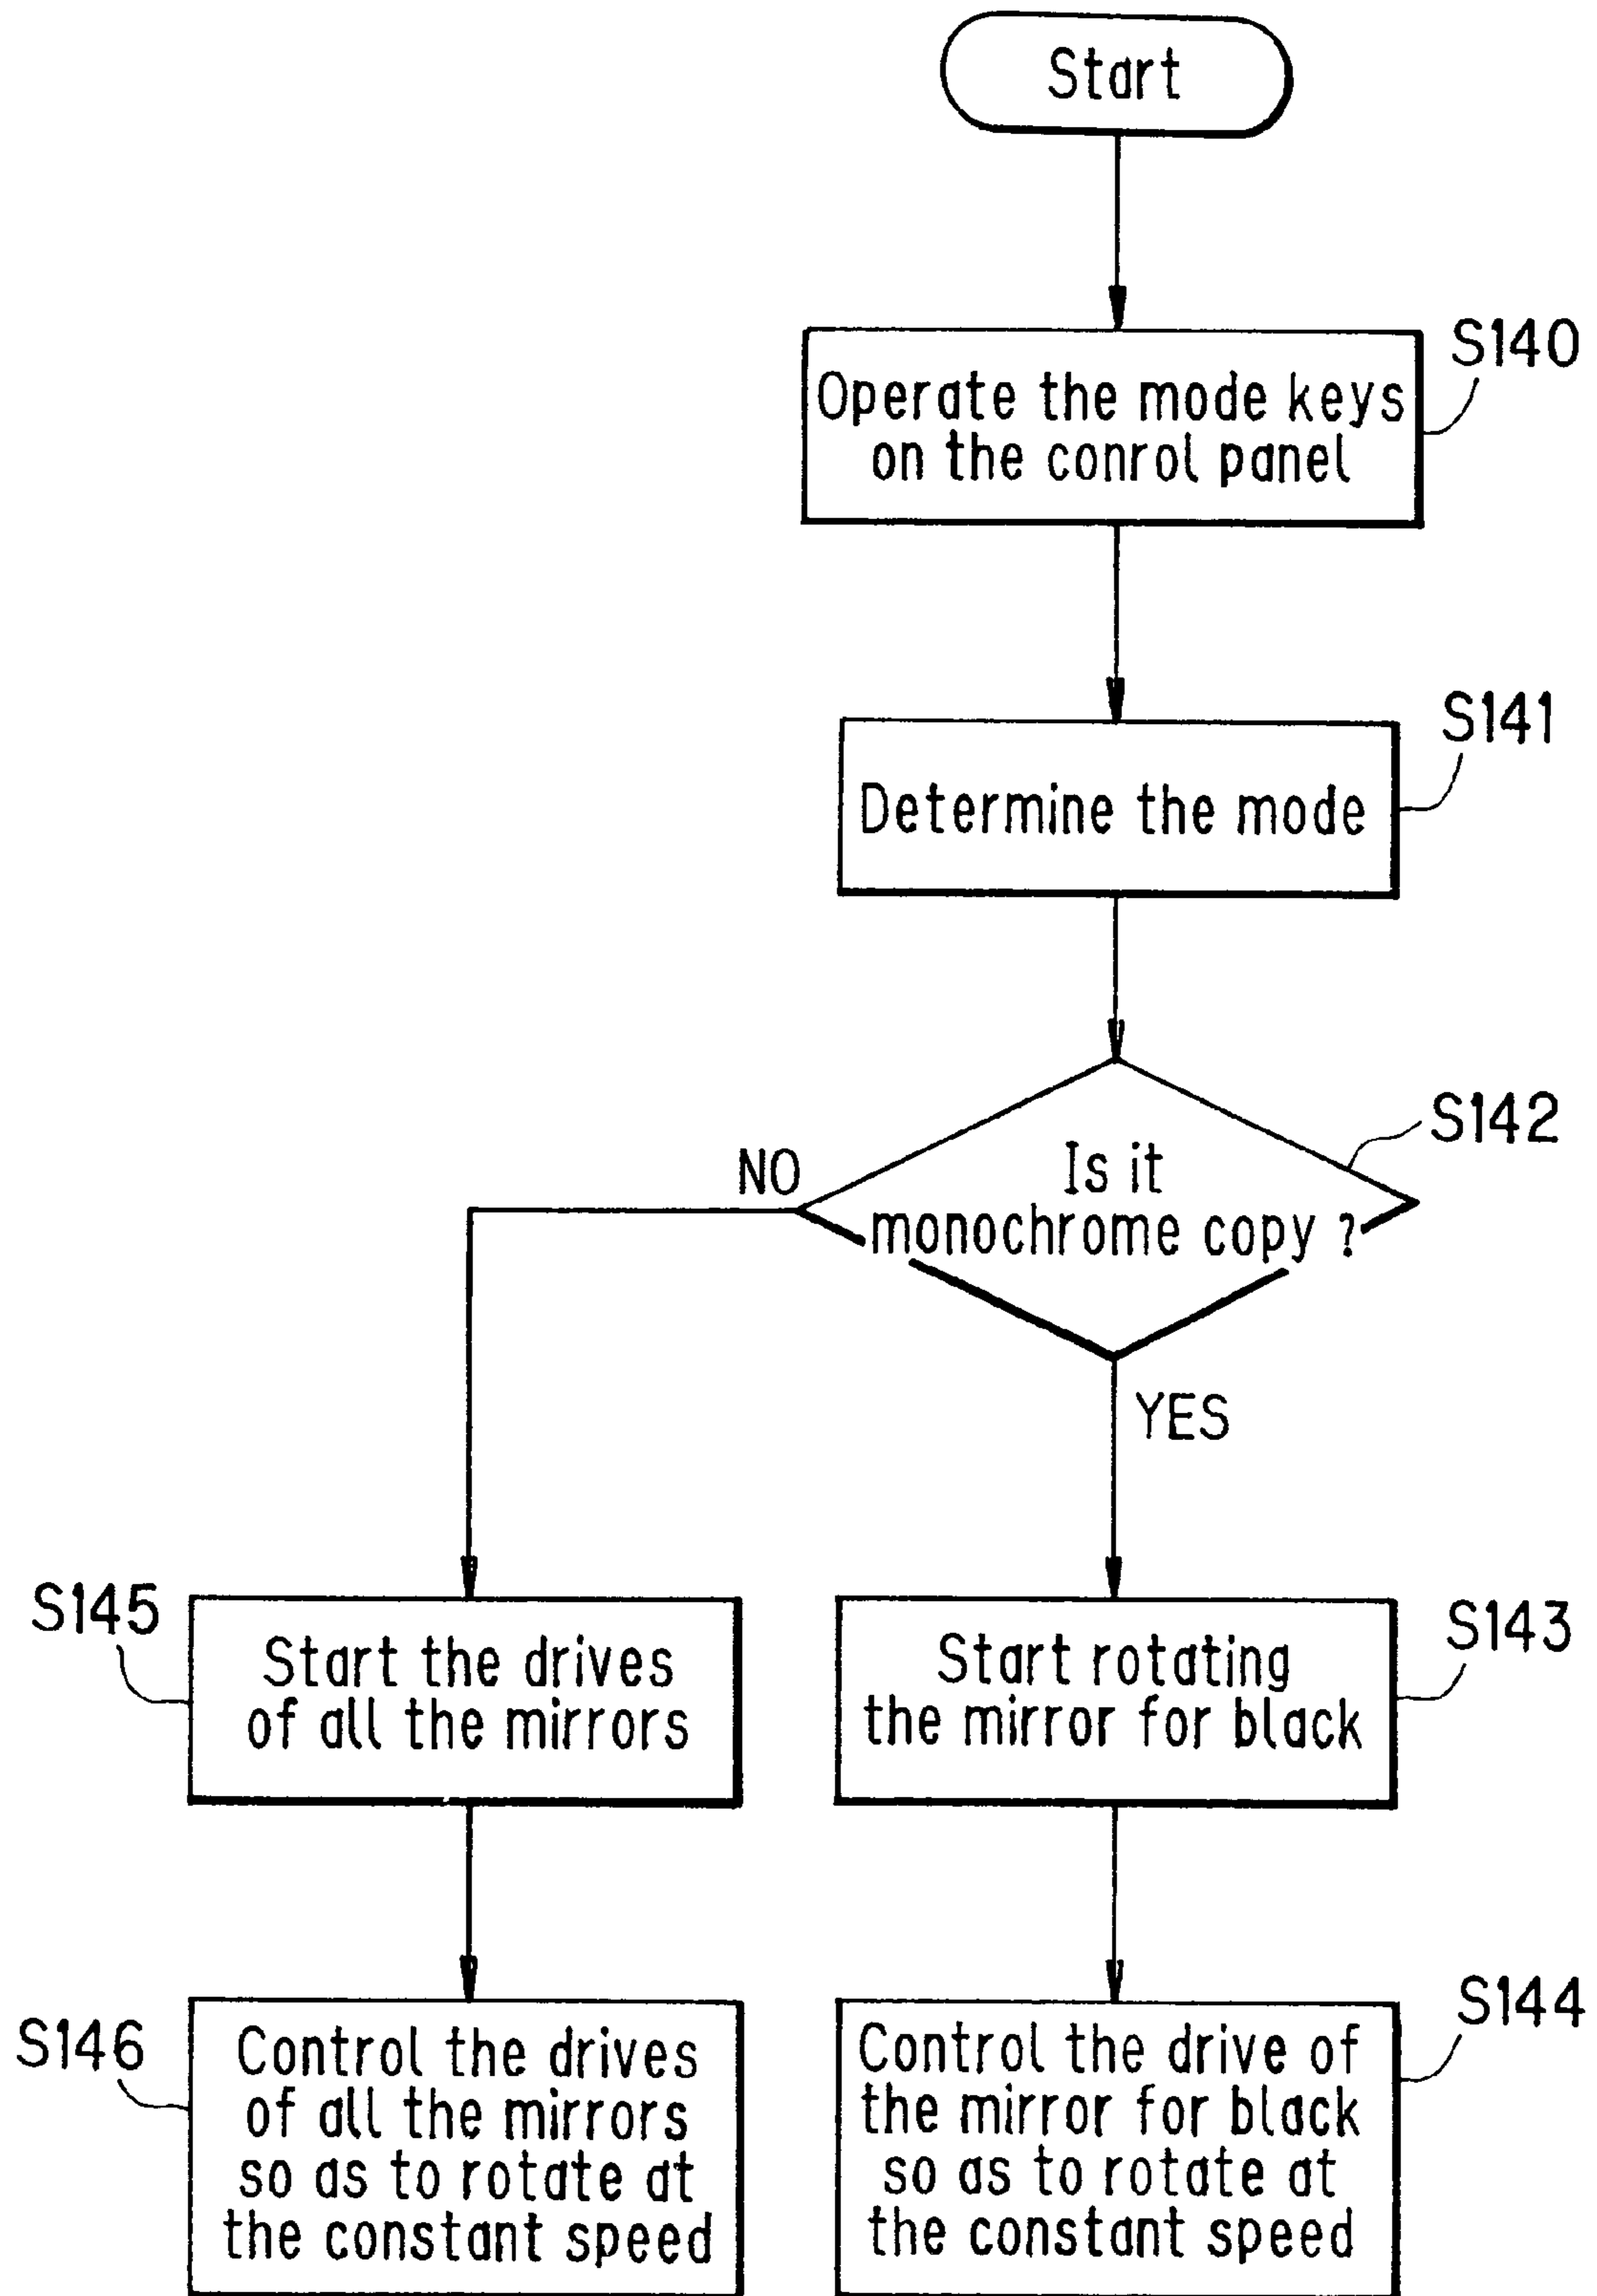 Start
S140
Operate the mode keys
on the conrol panel
S141
Determine the mode
S142
NO
Is it
monochrome copy ?
YES
S145
Start the drives
of all the mirrors
S143
Start rotating
the mirror for black
S146
Control the drives
of all the mirrors
so as to rotate at
the constant speed
S144
Control the drive of
the mirror for black
so as to rotate at
the constant speed